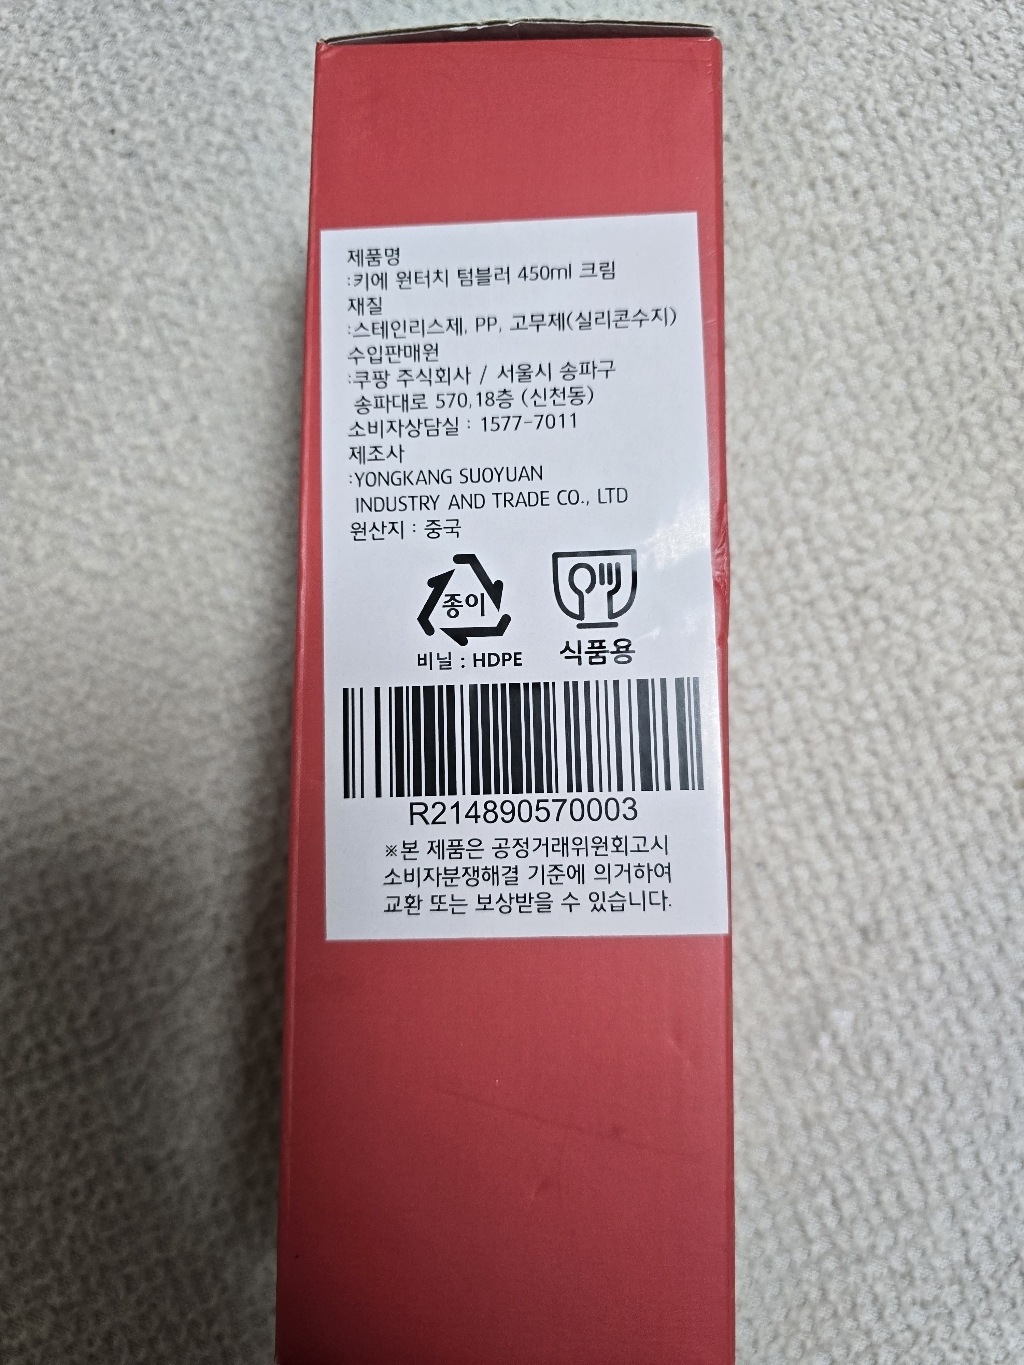 제품명
:키에 원터치 텀블러 450ml 크림
재질
:스테인리스제, PP, 고무제(실리콘수지)
수입판매원
:쿠팡 주식회사 / 서울시 송파구
송파대로 570,18층 (신천동)
소비자상담실 : 1577-7011
제조사
:YONGKANG SUOYUAN
INDUSTRY AND TRADE CO., LTD
원산지 : 중국
종이
비닐 : HDPE
식품용
R214890570003
※본 제품은 공정거래위원회고시
소비자분쟁해결 기준에 의거하여
교환 또는 보상받을 수 있습니다.